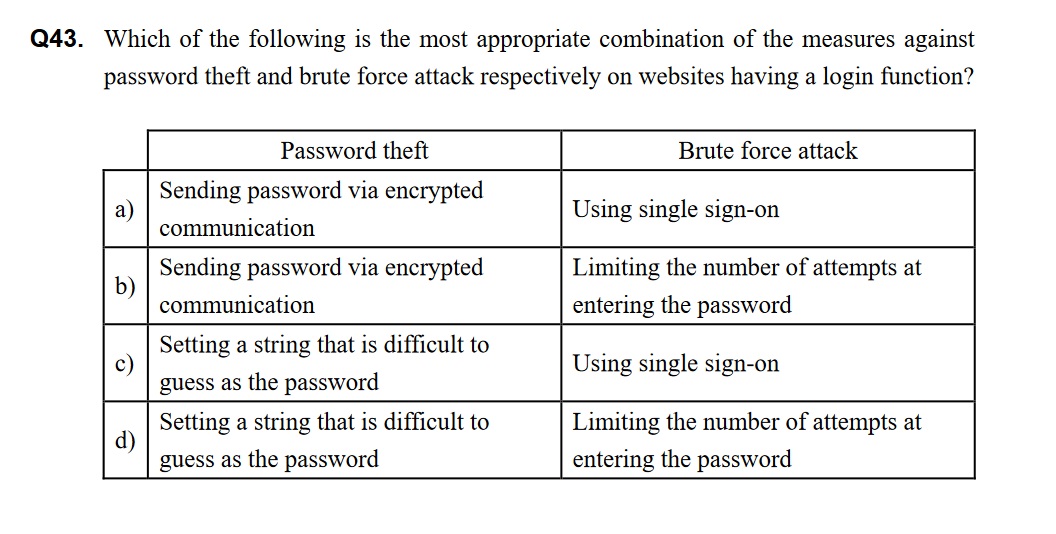 Q43. Which of the following is the most appropriate combination of the measures against
password theft and brute force attack respectively on websites having a login function?
Password theft Brute force attack
a) Sending password via encrypted communication Using single sign-on
b) Sending password via encrypted communication Limiting the number of attempts at entering the password
c) Setting a string that is difficult to guess as the password Using single sign-on
d) Setting a string that is difficult to guess as the password Limiting the number of attempts at entering the password